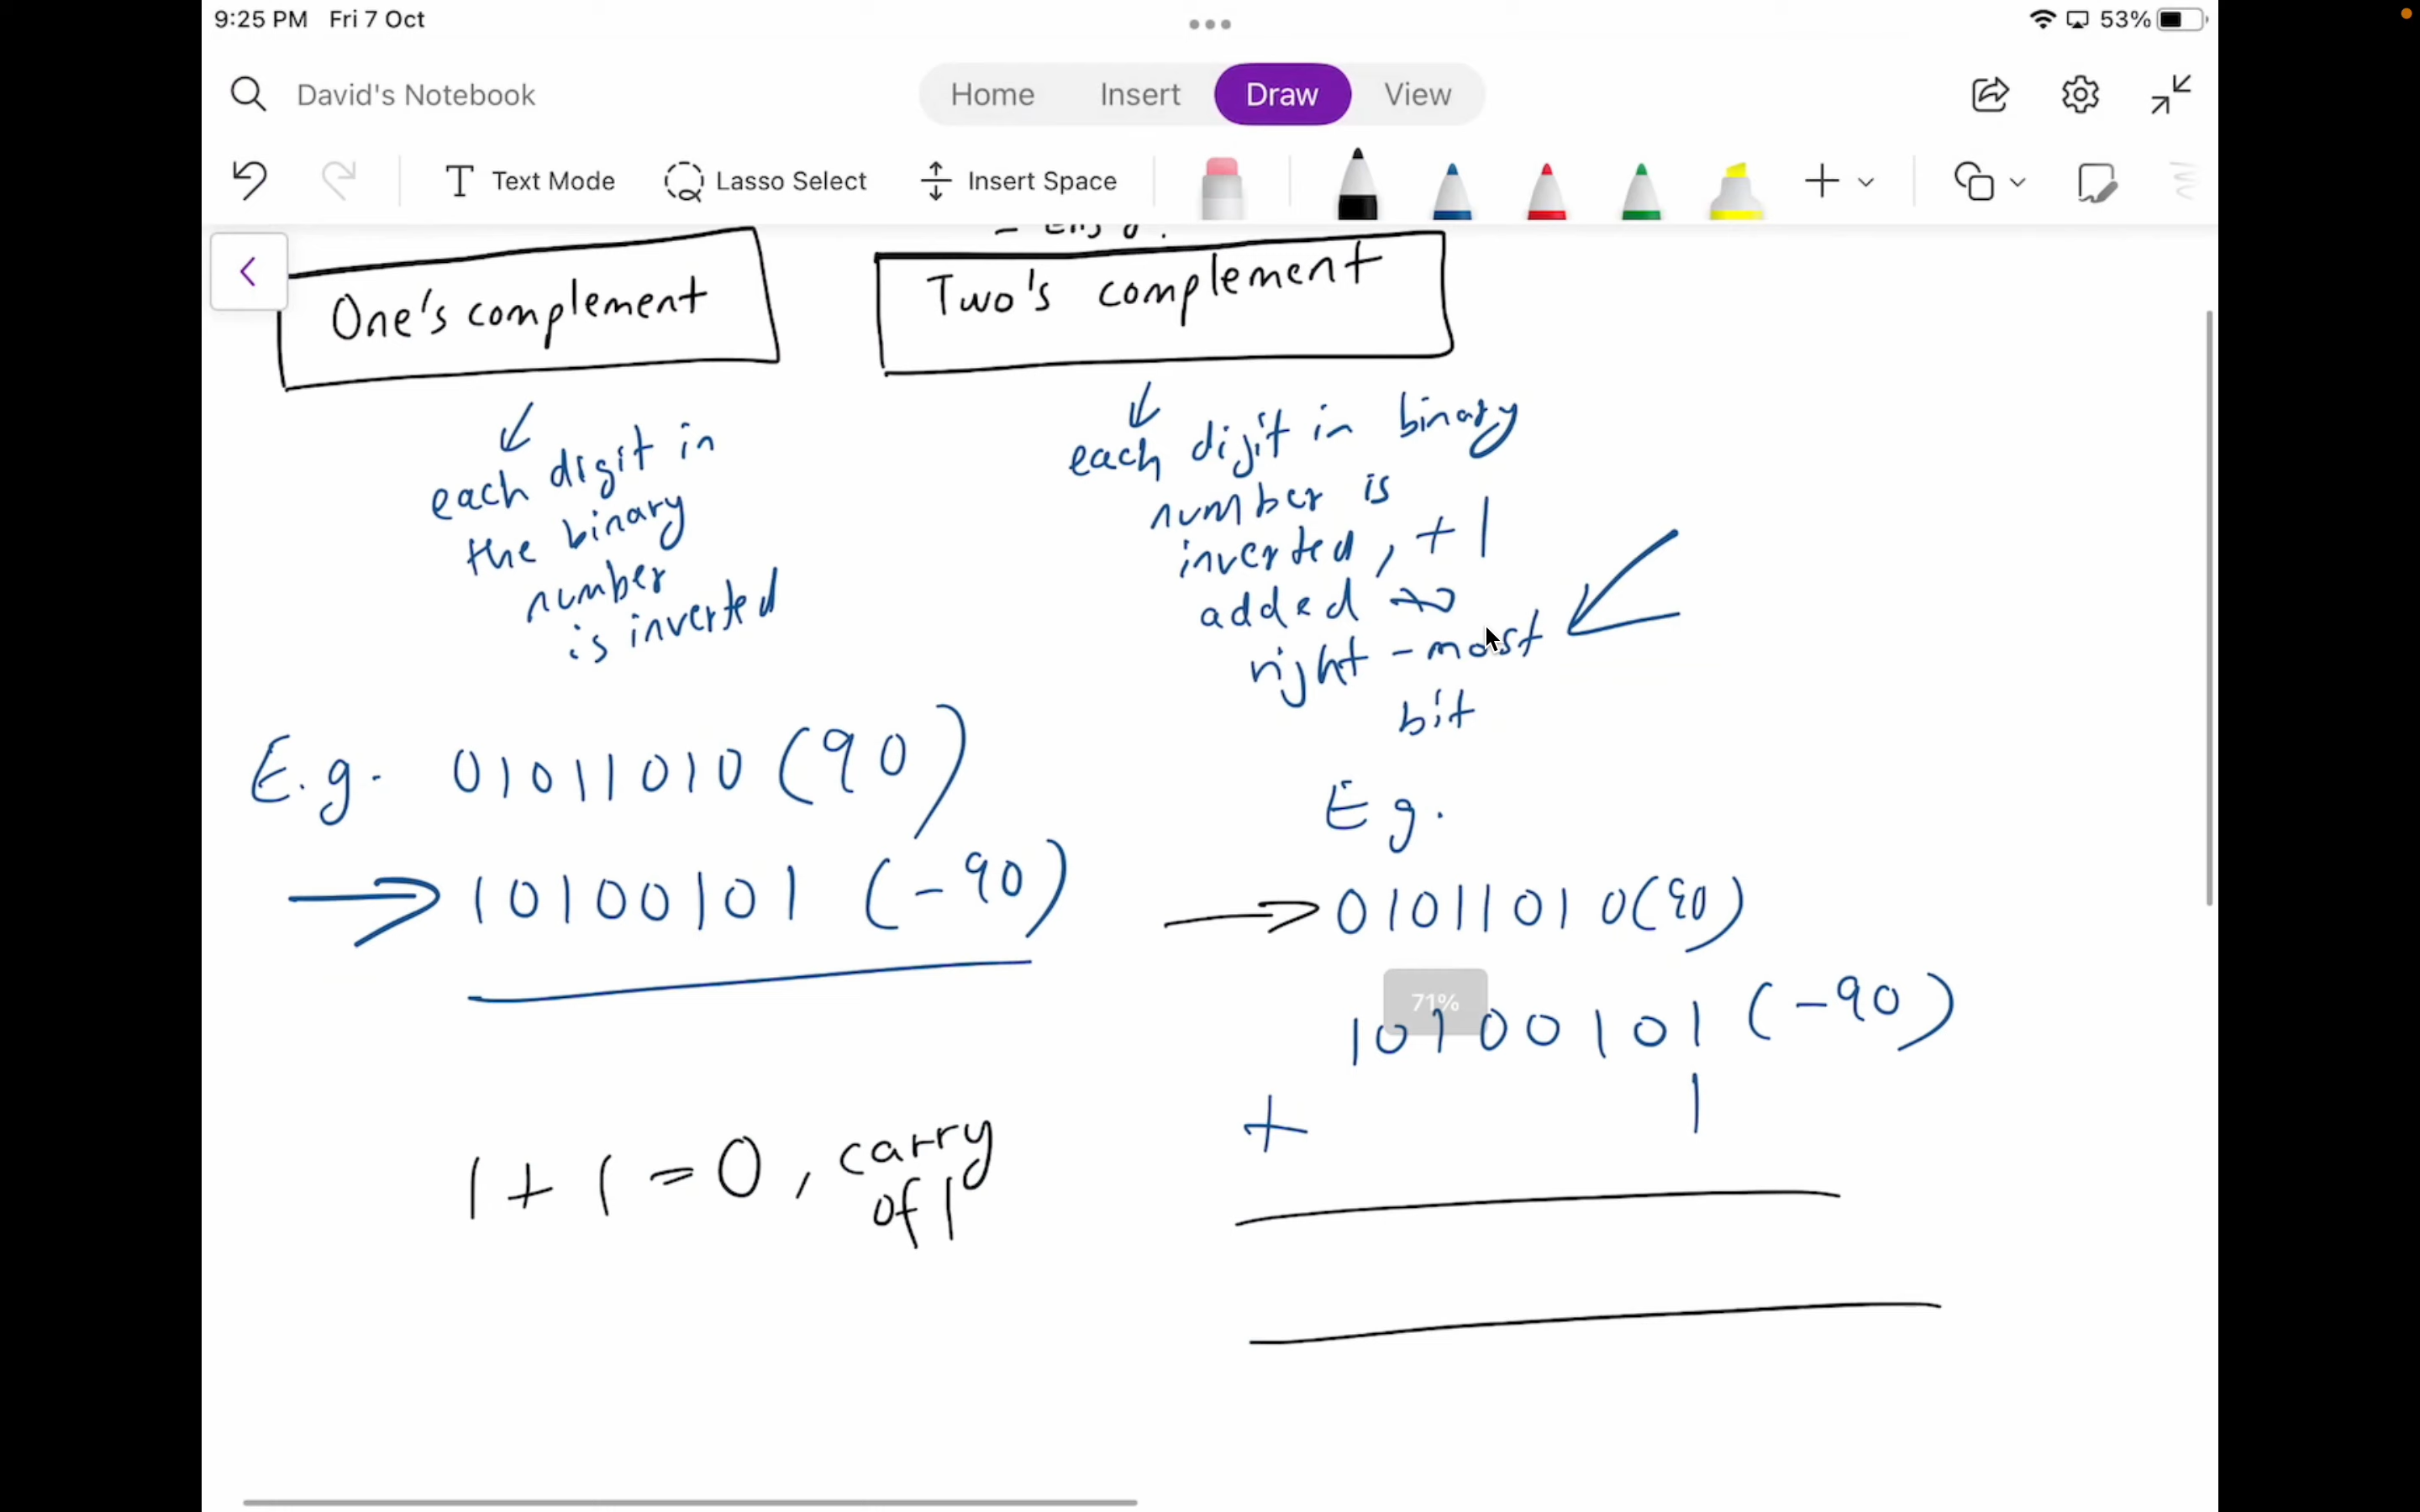 9:25 PM Fri 7 Oct
53%
David's Notebook
Home Insert Draw View
Text Mode Lasso Select Insert Space
One's complement
each digit in
the binary
number
is inverted
E.g. 01011010 (90)
10100101 (-90)
1 + 1 = 0, carry
of 1
Two's complement
each digit in binary
number is
inverted, + 1
added to
right-most
bit
Eg.
01011010 (90)
10100101 (-90)
+ 1
71%